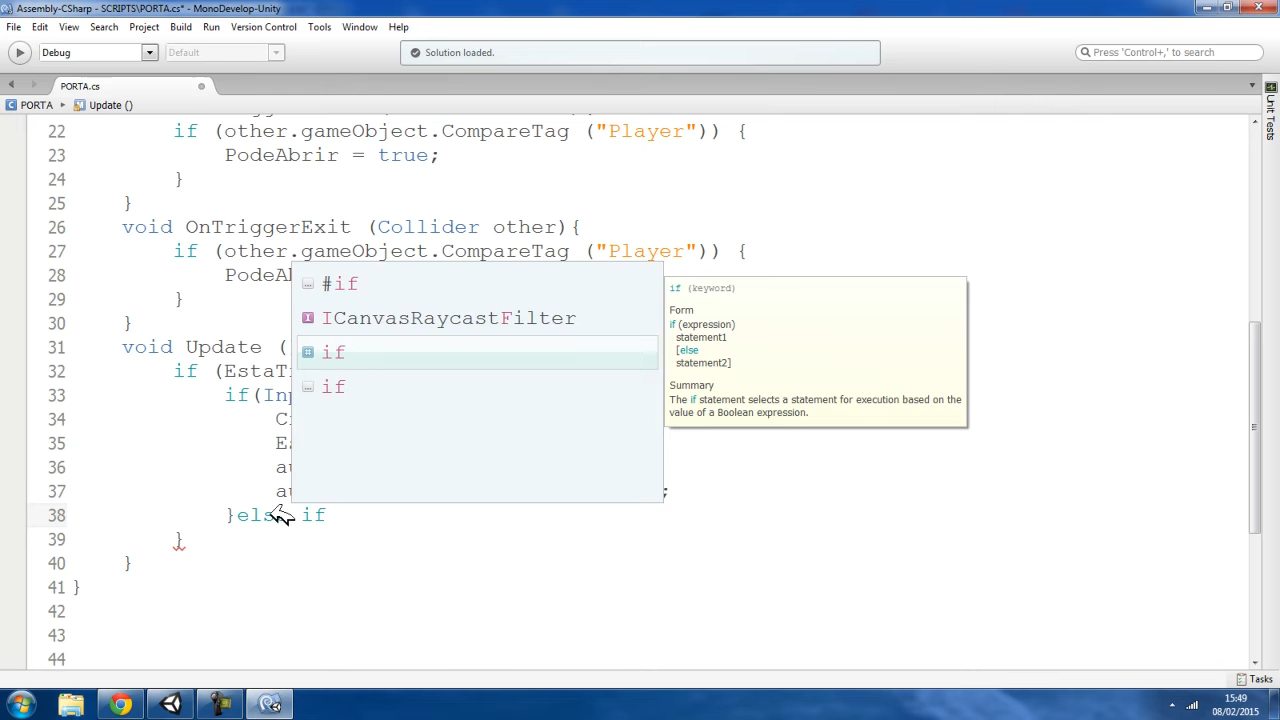 Assembly-CSharp - SCRIPTS\PORTA.cs* - MonoDevelop-Unity
File Edit View Search Project Build Run Version Control Tools Window Help
Debug Default Solution loaded. Press 'Control+,' to search
PORTA.cs
PORTA Update ()
22 if (other.gameObject.CompareTag ("Player")) {
23 PodeAbrir = true;
24 }
25 }
26 void OnTriggerExit (Collider other){
27 if (other.gameObject.CompareTag ("Player")) {
28 PodeAb
29 }
30 }
31 void Update (
32 if (EstaT
33 if(Inp
34 C
35 E
36 a
37 a ;
38 }els if
39 }
40 }
41 }
42
43
44
#if
ICanvasRaycastFilter
if
if
if (keyword)
Form
if (expression)
statement1
[else
statement2]
Summary
The if statement selects a statement for execution based on the
value of a Boolean expression.
Unit Tests
Tasks
15:49
08/02/2015